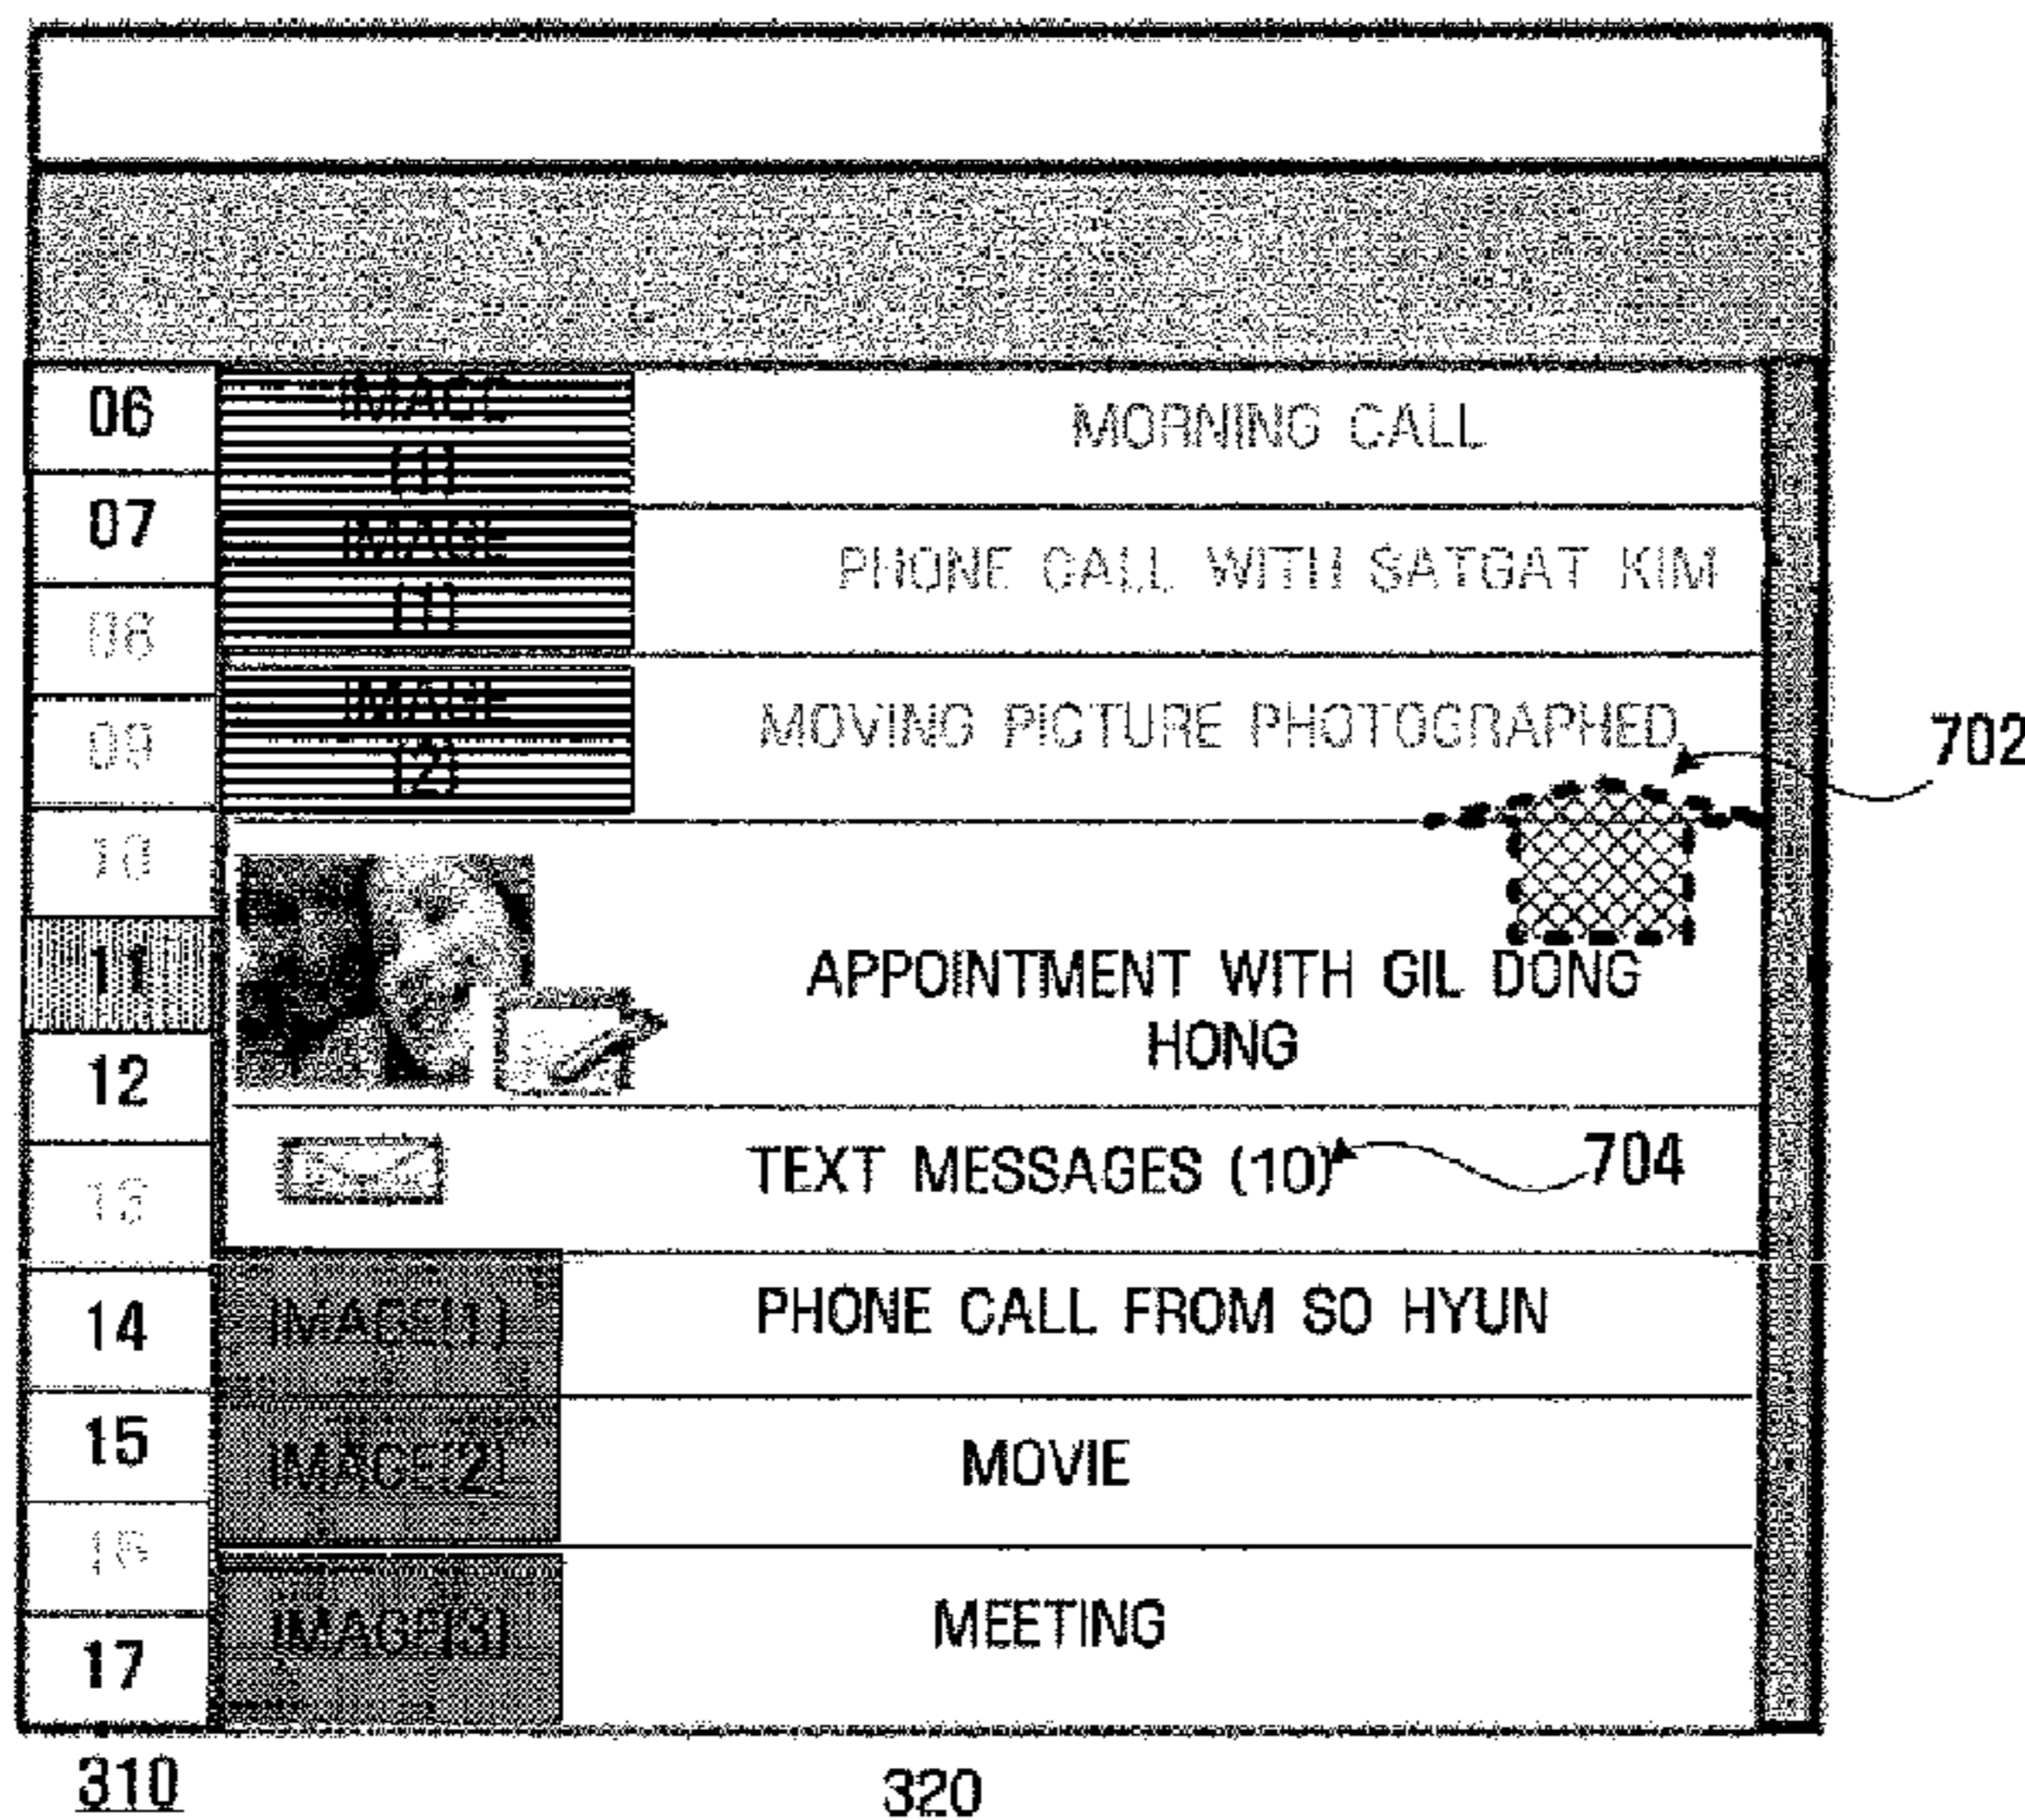 06
IMAGE
[1]
MORNING CALL
07
IMAGE
[1]
PHONE CALL WITH SATGAT KIM
08
09
IMAGE
[2]
MOVING PICTURE PHOTOGRAPHED
702
10
11
APPOINTMENT WITH GIL DONG
HONG
12
13
TEXT MESSAGES (10)
704
14
IMAGE[1]
PHONE CALL FROM SO HYUN
15
IMAGE[2]
MOVIE
16
17
IMAGE[3]
MEETING
310
320